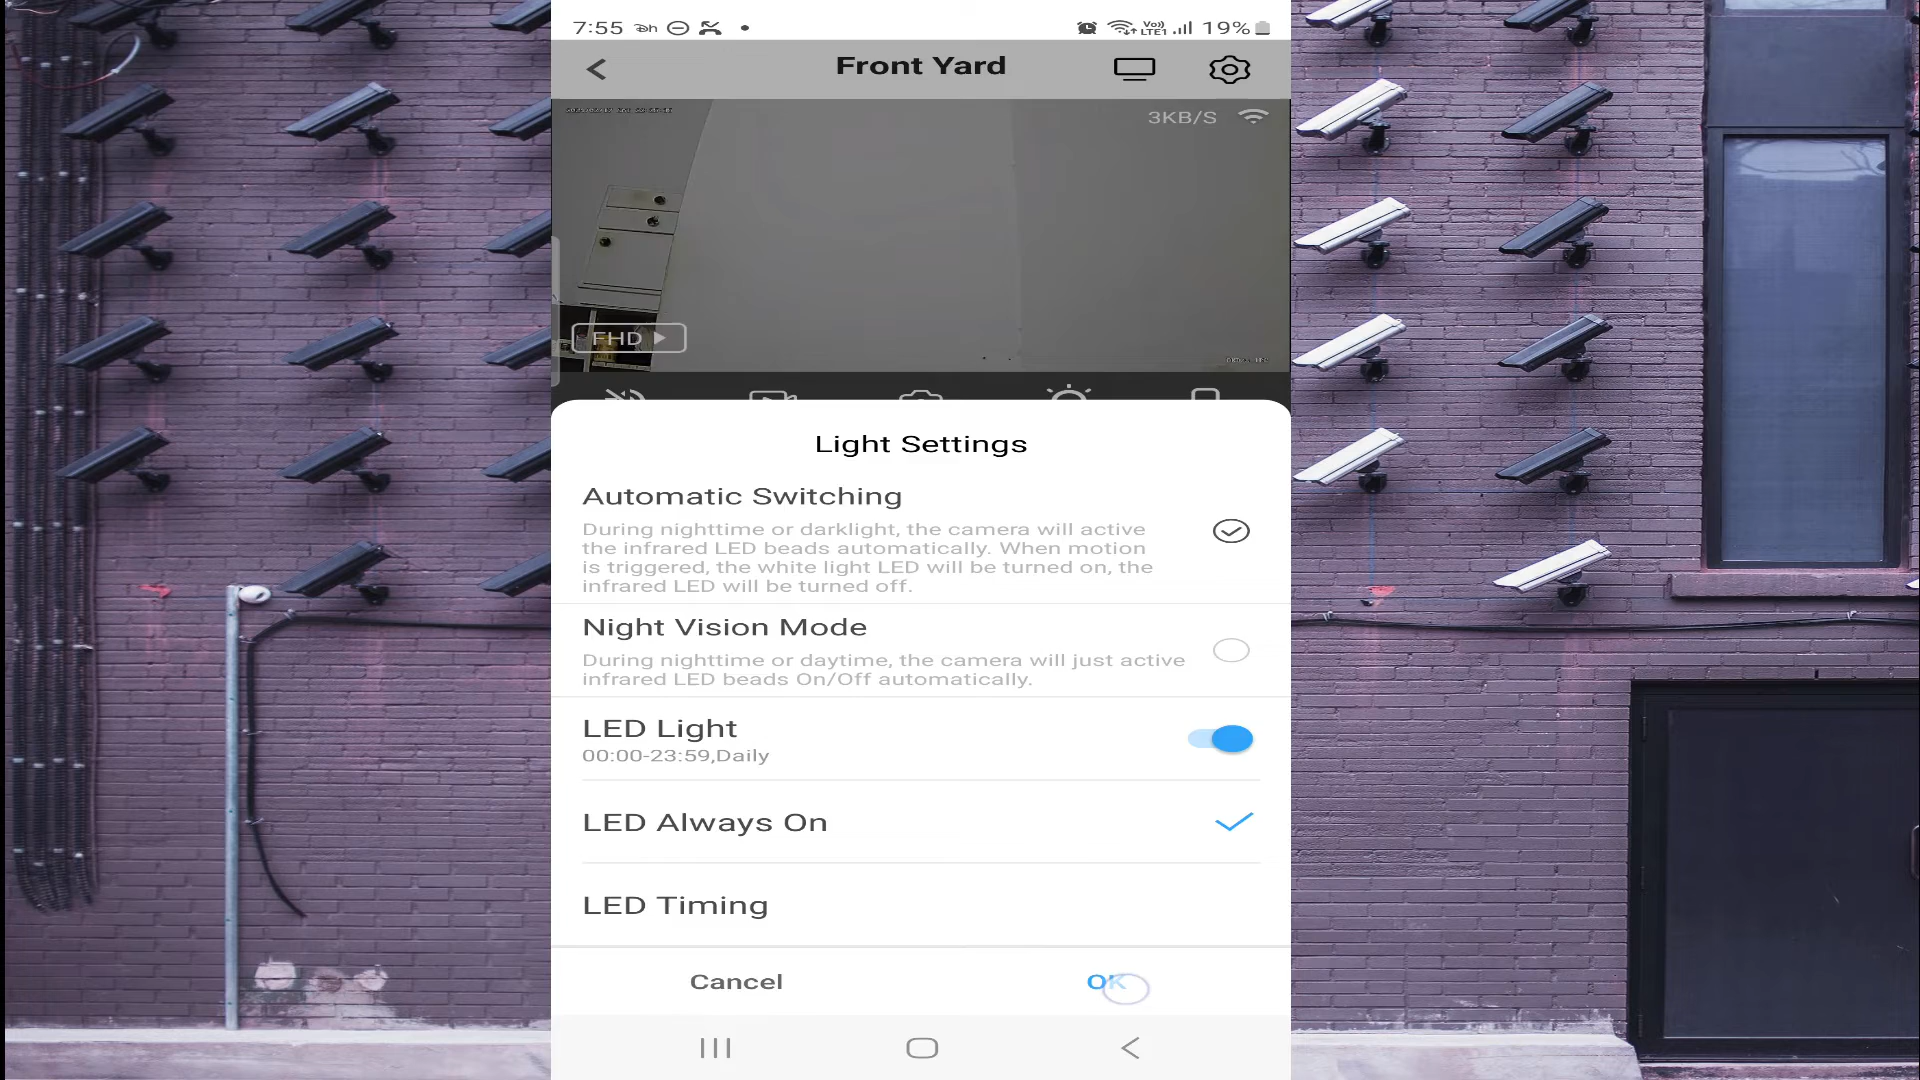 7:55
19%
Front Yard
3KB/S
FHD
Light Settings
Automatic Switching
During nighttime or darklight, the camera will active
the infrared LED beads automatically. When motion
is triggered, the white light LED will be turned on, the
infrared LED will be turned off.
Night Vision Mode
During nighttime or daytime, the camera will just active
infrared LED beads On/Off automatically.
LED Light
00:00-23:59,Daily
LED Always On
LED Timing
Cancel
OK